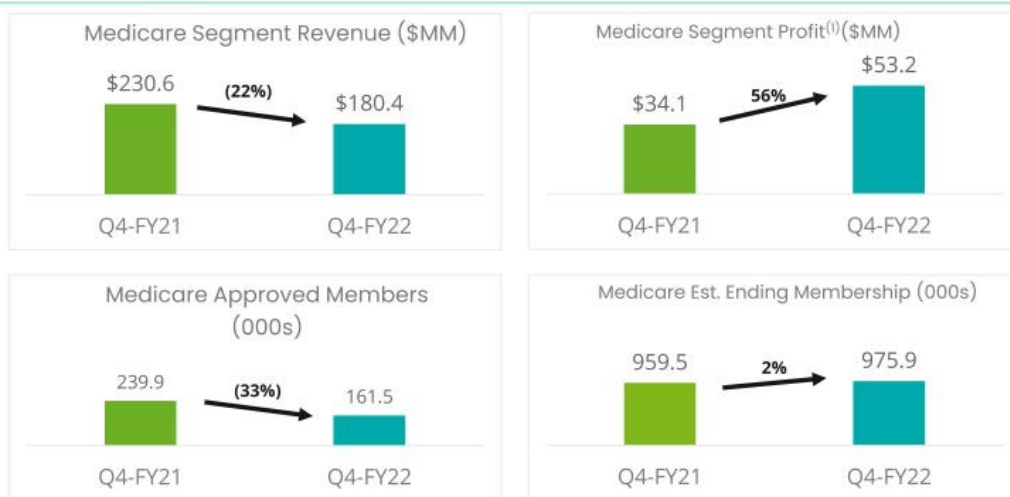 Medicare Segment Revenue ($MM)
$230.6
(22%)
$180.4
Q4-FY21
Q4-FY22
Medicare Segment Profit⁽¹⁾($MM)
$34.1
56%
$53.2
Q4-FY21
Q4-FY22
Medicare Approved Members
(000s)
239.9
(33%)
161.5
Q4-FY21
Q4-FY22
Medicare Est. Ending Membership (000s)
959.5
2%
975.9
Q4-FY21
Q4-FY22